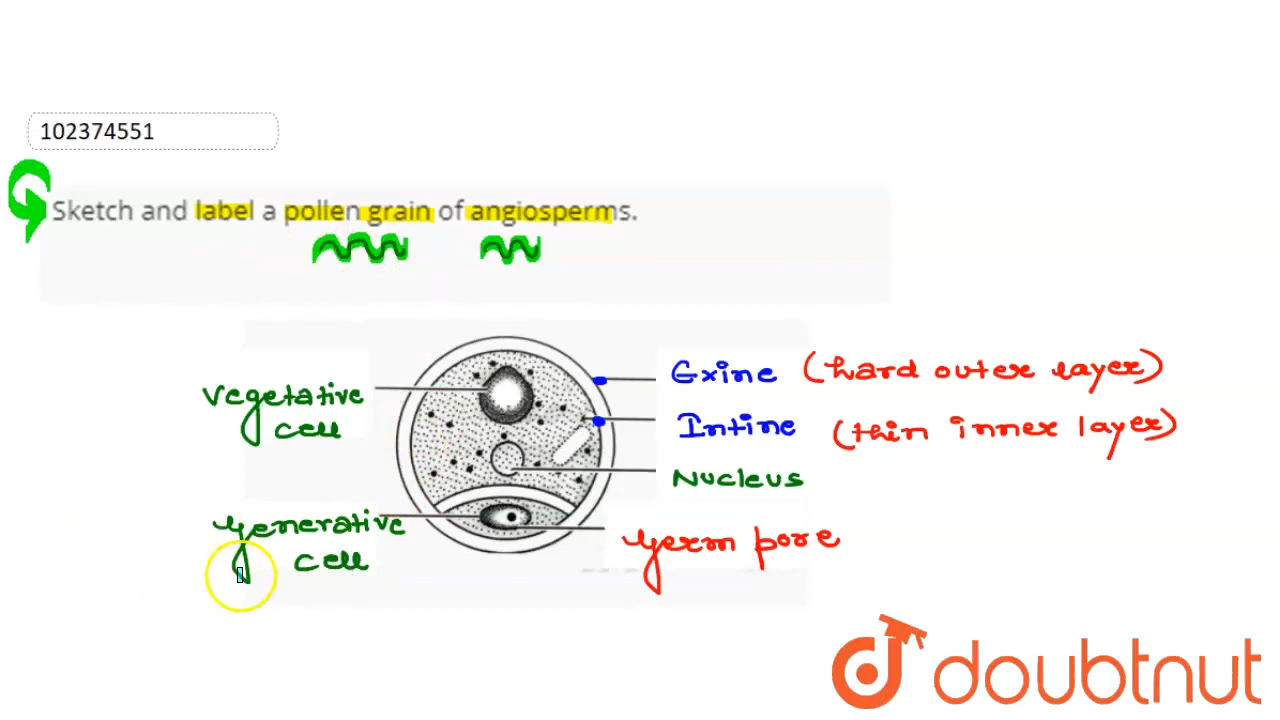 102374551
Sketch and label a pollen grain of angiosperms.
Vegetative
cell
Exine (hard outer layer)
Intine (thin inner layer)
Nucleus
Generative
cell
Germ pore
doubtnut